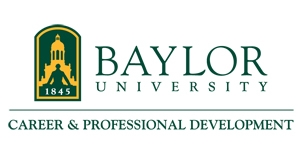 BAYLOR
UNIVERSITY
1845
CAREER & PROFESSIONAL DEVELOPMENT